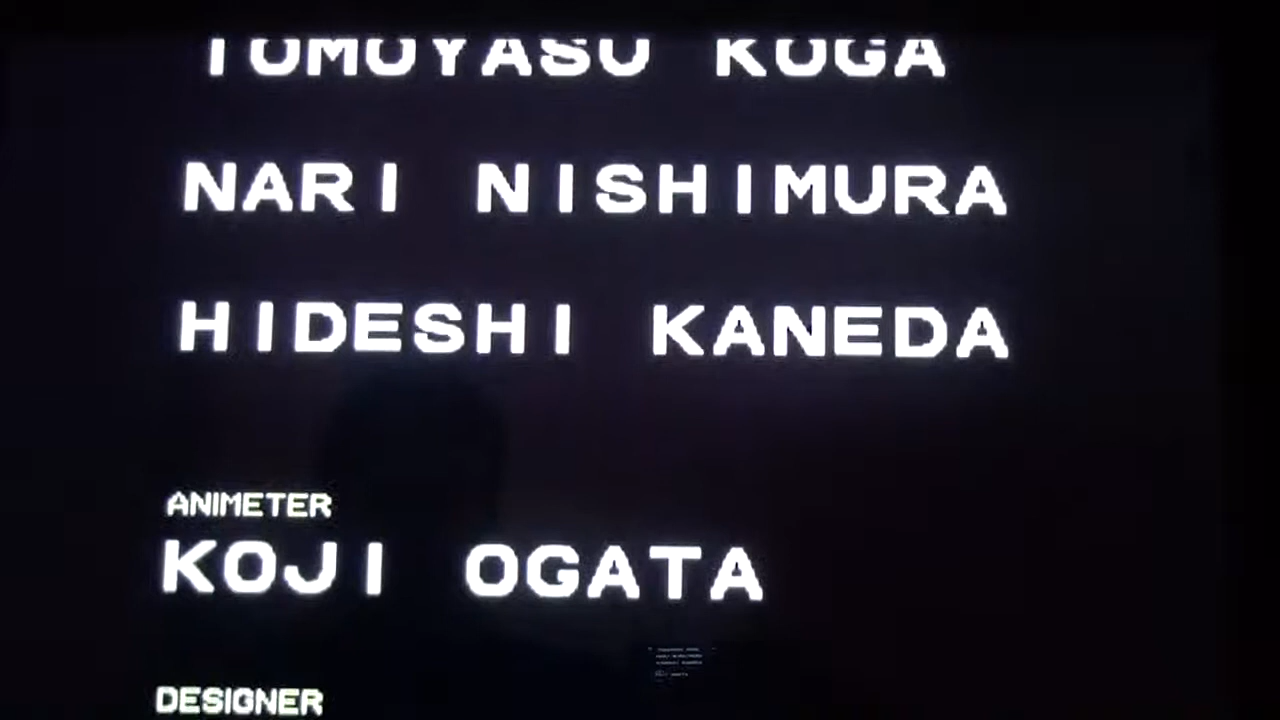 TOMOYASU KOGA
NARI NISHIMURA
HIDESHI KANEDA
ANIMETER
KOJI OGATA
DESIGNER